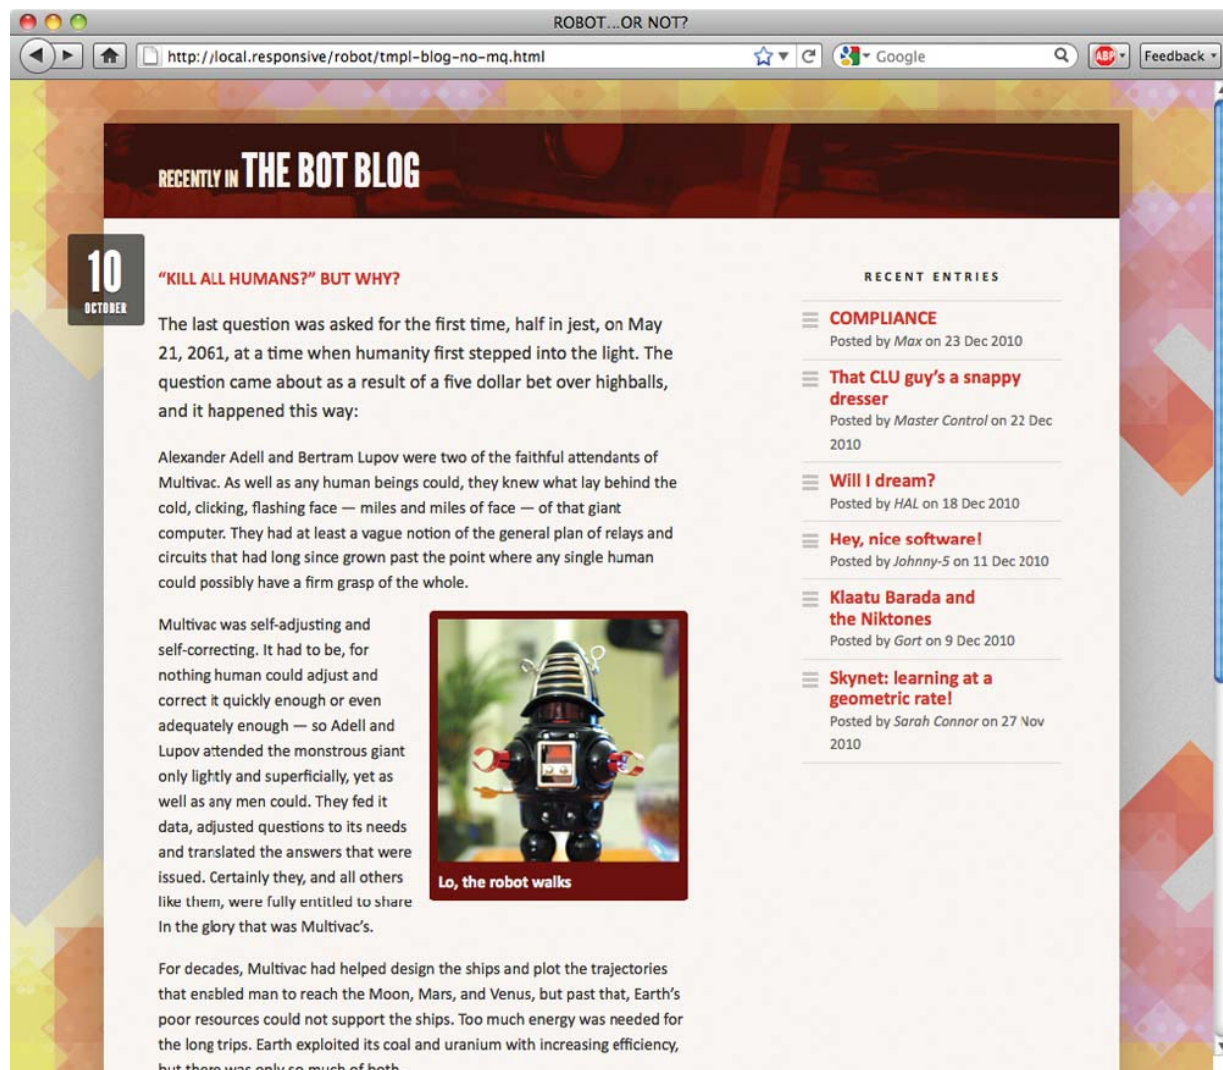 ROBOT...OR NOT?
http://local.responsive/robot/tmpl-blog-no-mq.html
Google
ABP
Feedback
RECENTLY IN THE BOT BLOG
10
OCTOBER
“KILL ALL HUMANS?” BUT WHY?
The last question was asked for the first time, half in jest, on May
21, 2061, at a time when humanity first stepped into the light. The
question came about as a result of a five dollar bet over highballs,
and it happened this way:
Alexander Adell and Bertram Lupov were two of the faithful attendants of
Multivac. As well as any human beings could, they knew what lay behind the
cold, clicking, flashing face — miles and miles of face — of that giant
computer. They had at least a vague notion of the general plan of relays and
circuits that had long since grown past the point where any single human
could possibly have a firm grasp of the whole.
Multivac was self-adjusting and
self-correcting. It had to be, for
nothing human could adjust and
correct it quickly enough or even
adequately enough — so Adell and
Lupov attended the monstrous giant
only lightly and superficially, yet as
well as any men could. They fed it
data, adjusted questions to its needs
and translated the answers that were
issued. Certainly they, and all others
like them, were fully entitled to share
In the glory that was Multivac’s.
Lo, the robot walks
For decades, Multivac had helped design the ships and plot the trajectories
that enabled man to reach the Moon, Mars, and Venus, but past that, Earth’s
poor resources could not support the ships. Too much energy was needed for
the long trips. Earth exploited its coal and uranium with increasing efficiency,
but there was only so much of both.
RECENT ENTRIES
COMPLIANCE
Posted by Max on 23 Dec 2010
That CLU guy’s a snappy
dresser
Posted by Master Control on 22 Dec
2010
Will I dream?
Posted by HAL on 18 Dec 2010
Hey, nice software!
Posted by Johnny-5 on 11 Dec 2010
Klaatu Barada and
the Niktones
Posted by Gort on 9 Dec 2010
Skynet: learning at a
geometric rate!
Posted by Sarah Connor on 27 Nov
2010